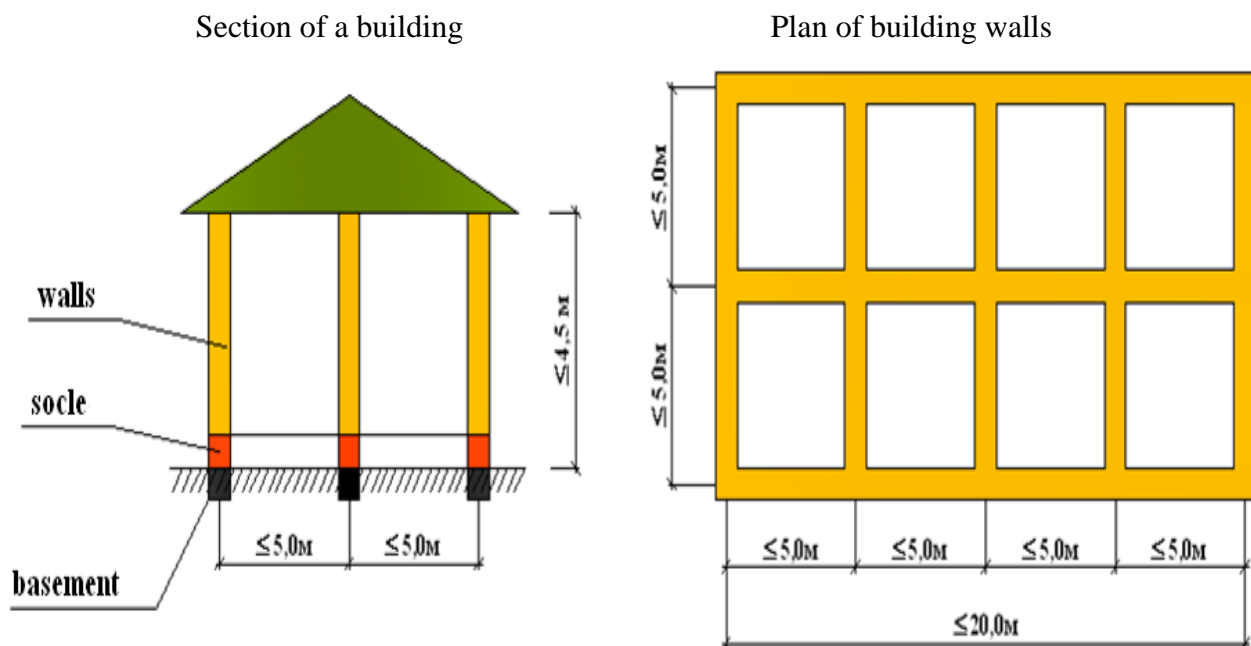 Section of a building
Plan of building walls
walls
socle
basement
≤4,5 м
≤5,0м
≤5,0м
≤5,0м
≤5,0м
≤5,0м
≤5,0м
≤5,0м
≤5,0м
≤20,0м